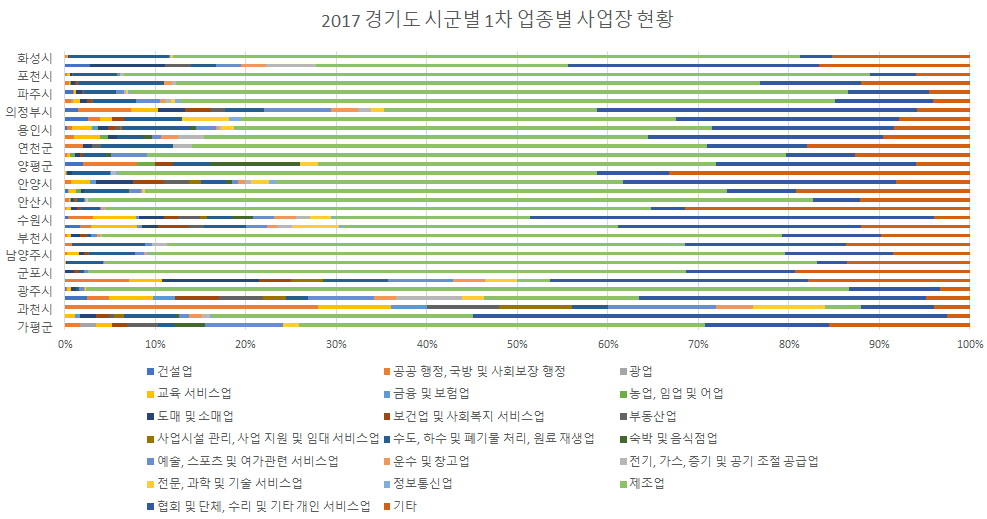 2017 경기도 시군별 1차 업종별 사업장 현황
화성시
포천시
파주시
의정부시
용인시
연천군
양평군
안양시
안산시
수원시
부천시
남양주시
군포시
광주시
과천시
가평군
0% 10% 20% 30% 40% 50% 60% 70% 80% 90% 100%
건설업 공공 행정, 국방 및 사회보장 행정 광업
교육 서비스업 금융 및 보험업 농업, 임업 및 어업
도매 및 소매업 보건업 및 사회복지 서비스업 부동산업
사업시설 관리, 사업 지원 및 임대 서비스업 수도, 하수 및 폐기물 처리, 원료 재생업 숙박 및 음식점업
예술, 스포츠 및 여가관련 서비스업 운수 및 창고업 전기, 가스, 증기 및 공기 조절 공급업
전문, 과학 및 기술 서비스업 정보통신업 제조업
협회 및 단체, 수리 및 기타 개인 서비스업 기타